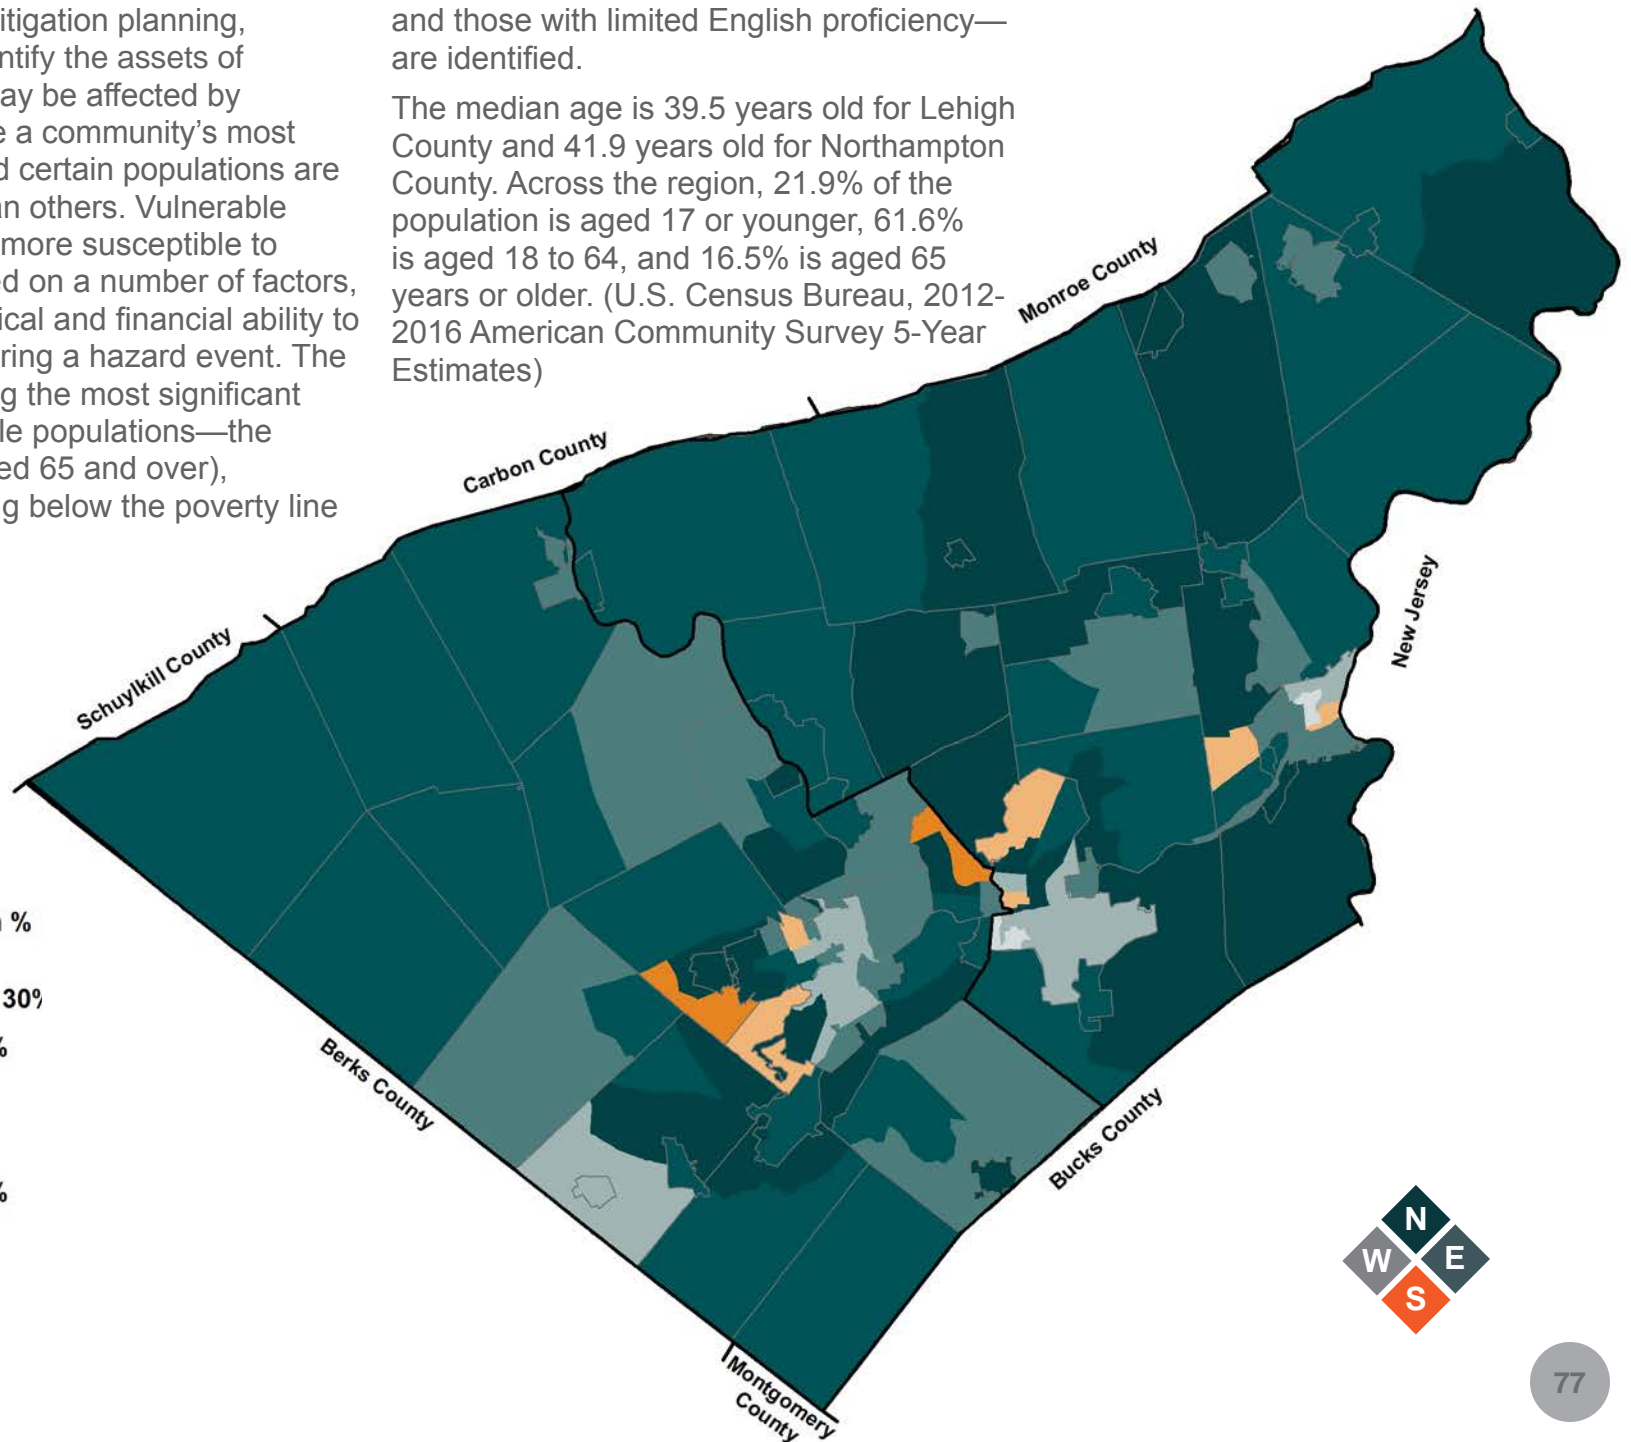 itigation planning,
ntify the assets of
ay be affected by
e a community's most
d certain populations are
an others. Vulnerable
more susceptible to
ed on a number of factors,
ical and financial ability to
ring a hazard event. The
g the most significant
le populations—the
ed 65 and over),
g below the poverty line
and those with limited English proficiency—
are identified.
The median age is 39.5 years old for Lehigh
County and 41.9 years old for Northampton
County. Across the region, 21.9% of the
population is aged 17 or younger, 61.6%
is aged 18 to 64, and 16.5% is aged 65
years or older. (U.S. Census Bureau, 2012-
2016 American Community Survey 5-Year
Estimates)
Monroe County
Carbon County
Schuylkill County
New Jersey
%
30%
%
%
Berks County
Bucks County
Montgomery
County
N
W
E
S
77